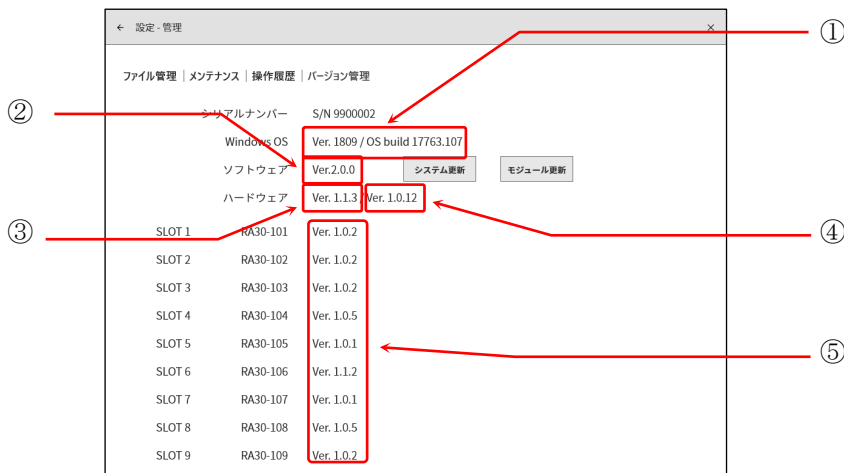 ← 設定 - 管理 ×
①
ファイル管理 | メンテナンス | 操作履歴 | バージョン管理
②
シリアルナンバー S/N 9900002
Windows OS Ver. 1809 / OS build 17763.107
ソフトウェア Ver.2.0.0 システム更新 モジュール更新
ハードウェア Ver. 1.1.3 / Ver. 1.0.12
③
④
SLOT 1 RA30-101 Ver. 1.0.2
SLOT 2 RA30-102 Ver. 1.0.2
SLOT 3 RA30-103 Ver. 1.0.2
SLOT 4 RA30-104 Ver. 1.0.5
SLOT 5 RA30-105 Ver. 1.0.1
⑤
SLOT 6 RA30-106 Ver. 1.1.2
SLOT 7 RA30-107 Ver. 1.0.1
SLOT 8 RA30-108 Ver. 1.0.5
SLOT 9 RA30-109 Ver. 1.0.2